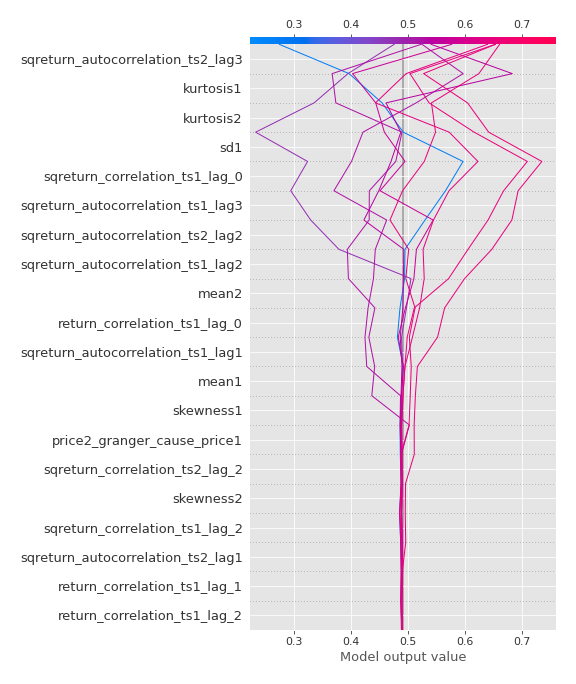 0.3 0.4 0.5 0.6 0.7
sqreturn_autocorrelation_ts2_lag3
kurtosis1
kurtosis2
sd1
sqreturn_correlation_ts1_lag_0
sqreturn_autocorrelation_ts1_lag3
sqreturn_autocorrelation_ts2_lag2
sqreturn_autocorrelation_ts1_lag2
mean2
return_correlation_ts1_lag_0
sqreturn_autocorrelation_ts1_lag1
mean1
skewness1
price2_granger_cause_price1
sqreturn_correlation_ts2_lag_2
skewness2
sqreturn_correlation_ts1_lag_2
sqreturn_autocorrelation_ts2_lag1
return_correlation_ts1_lag_1
return_correlation_ts1_lag_2
0.3 0.4 0.5 0.6 0.7
Model output value